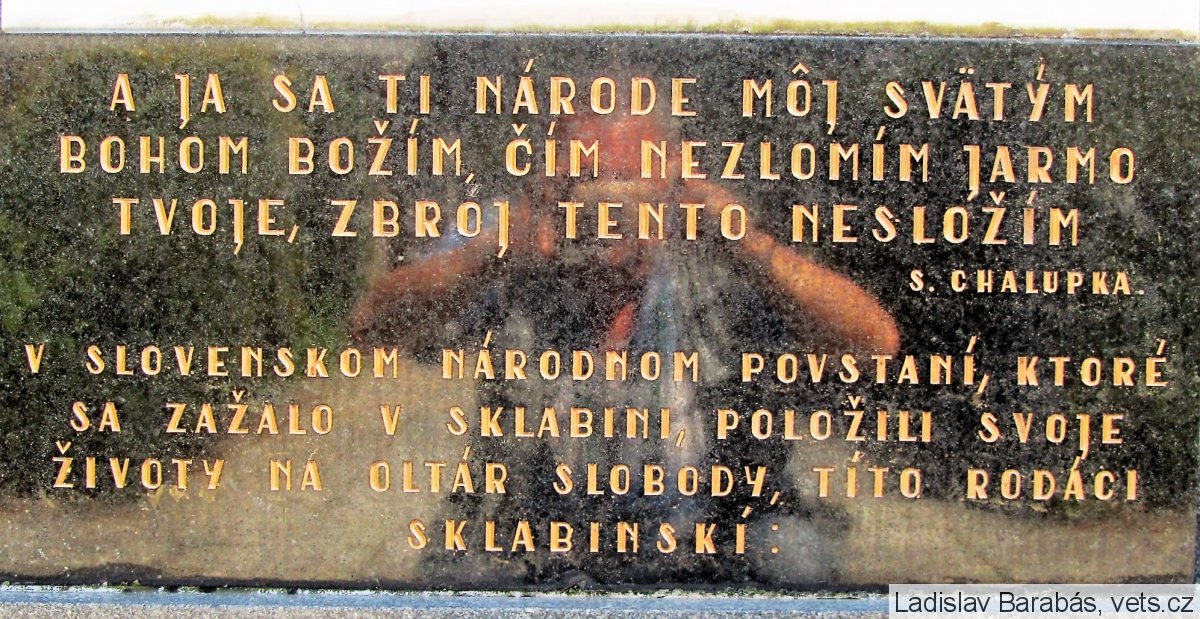 A JA SA TI NÁRODE MÔJ SVÄTÝM
BOHOM BOŽÍM, ČÍM NEZLOMÍM JARMO
TVOJE, ZBROJ TENTO NESLOŽÍM
S. CHALUPKA.
V SLOVENSKOM NÁRODNOM POVSTANÍ, KTORÉ
SA ZAŽALO V SKLABINI, POLOŽILI SVOJE
ŽIVOTY NÁ OLTÁR SLOBODY, TÍTO RODÁCI
SKLABINSKÍ:
Ladislav Barabás, vets.cz